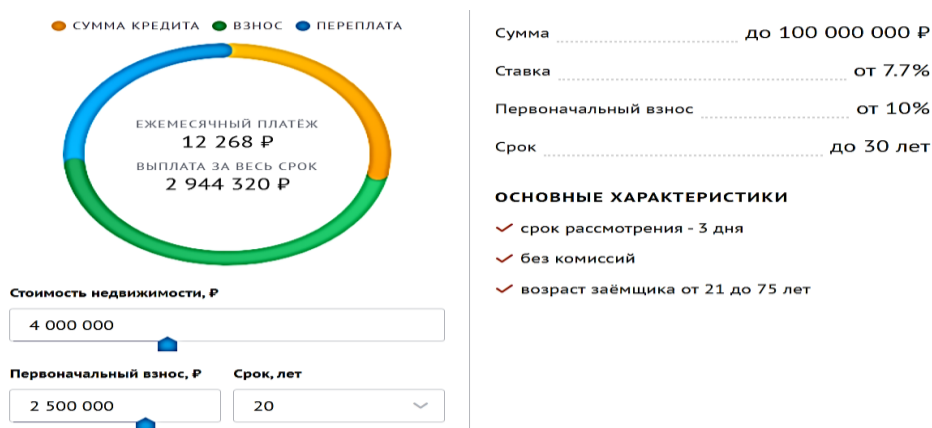 СУММА КРЕДИТА ВЗНОС ПЕРЕПЛАТА
ЕЖЕМЕСЯЧНЫЙ ПЛАТЁЖ
12 268 ₽
ВЫПЛАТА ЗА ВЕСЬ СРОК
2 944 320 ₽
Стоимость недвижимости, ₽
4 000 000
Первоначальный взнос, ₽ Срок, лет
2 500 000 20
Сумма до 100 000 000 ₽
Ставка от 7.7%
Первоначальный взнос от 10%
Срок до 30 лет
ОСНОВНЫЕ ХАРАКТЕРИСТИКИ
срок рассмотрения - 3 дня
без комиссий
возраст заёмщика от 21 до 75 лет